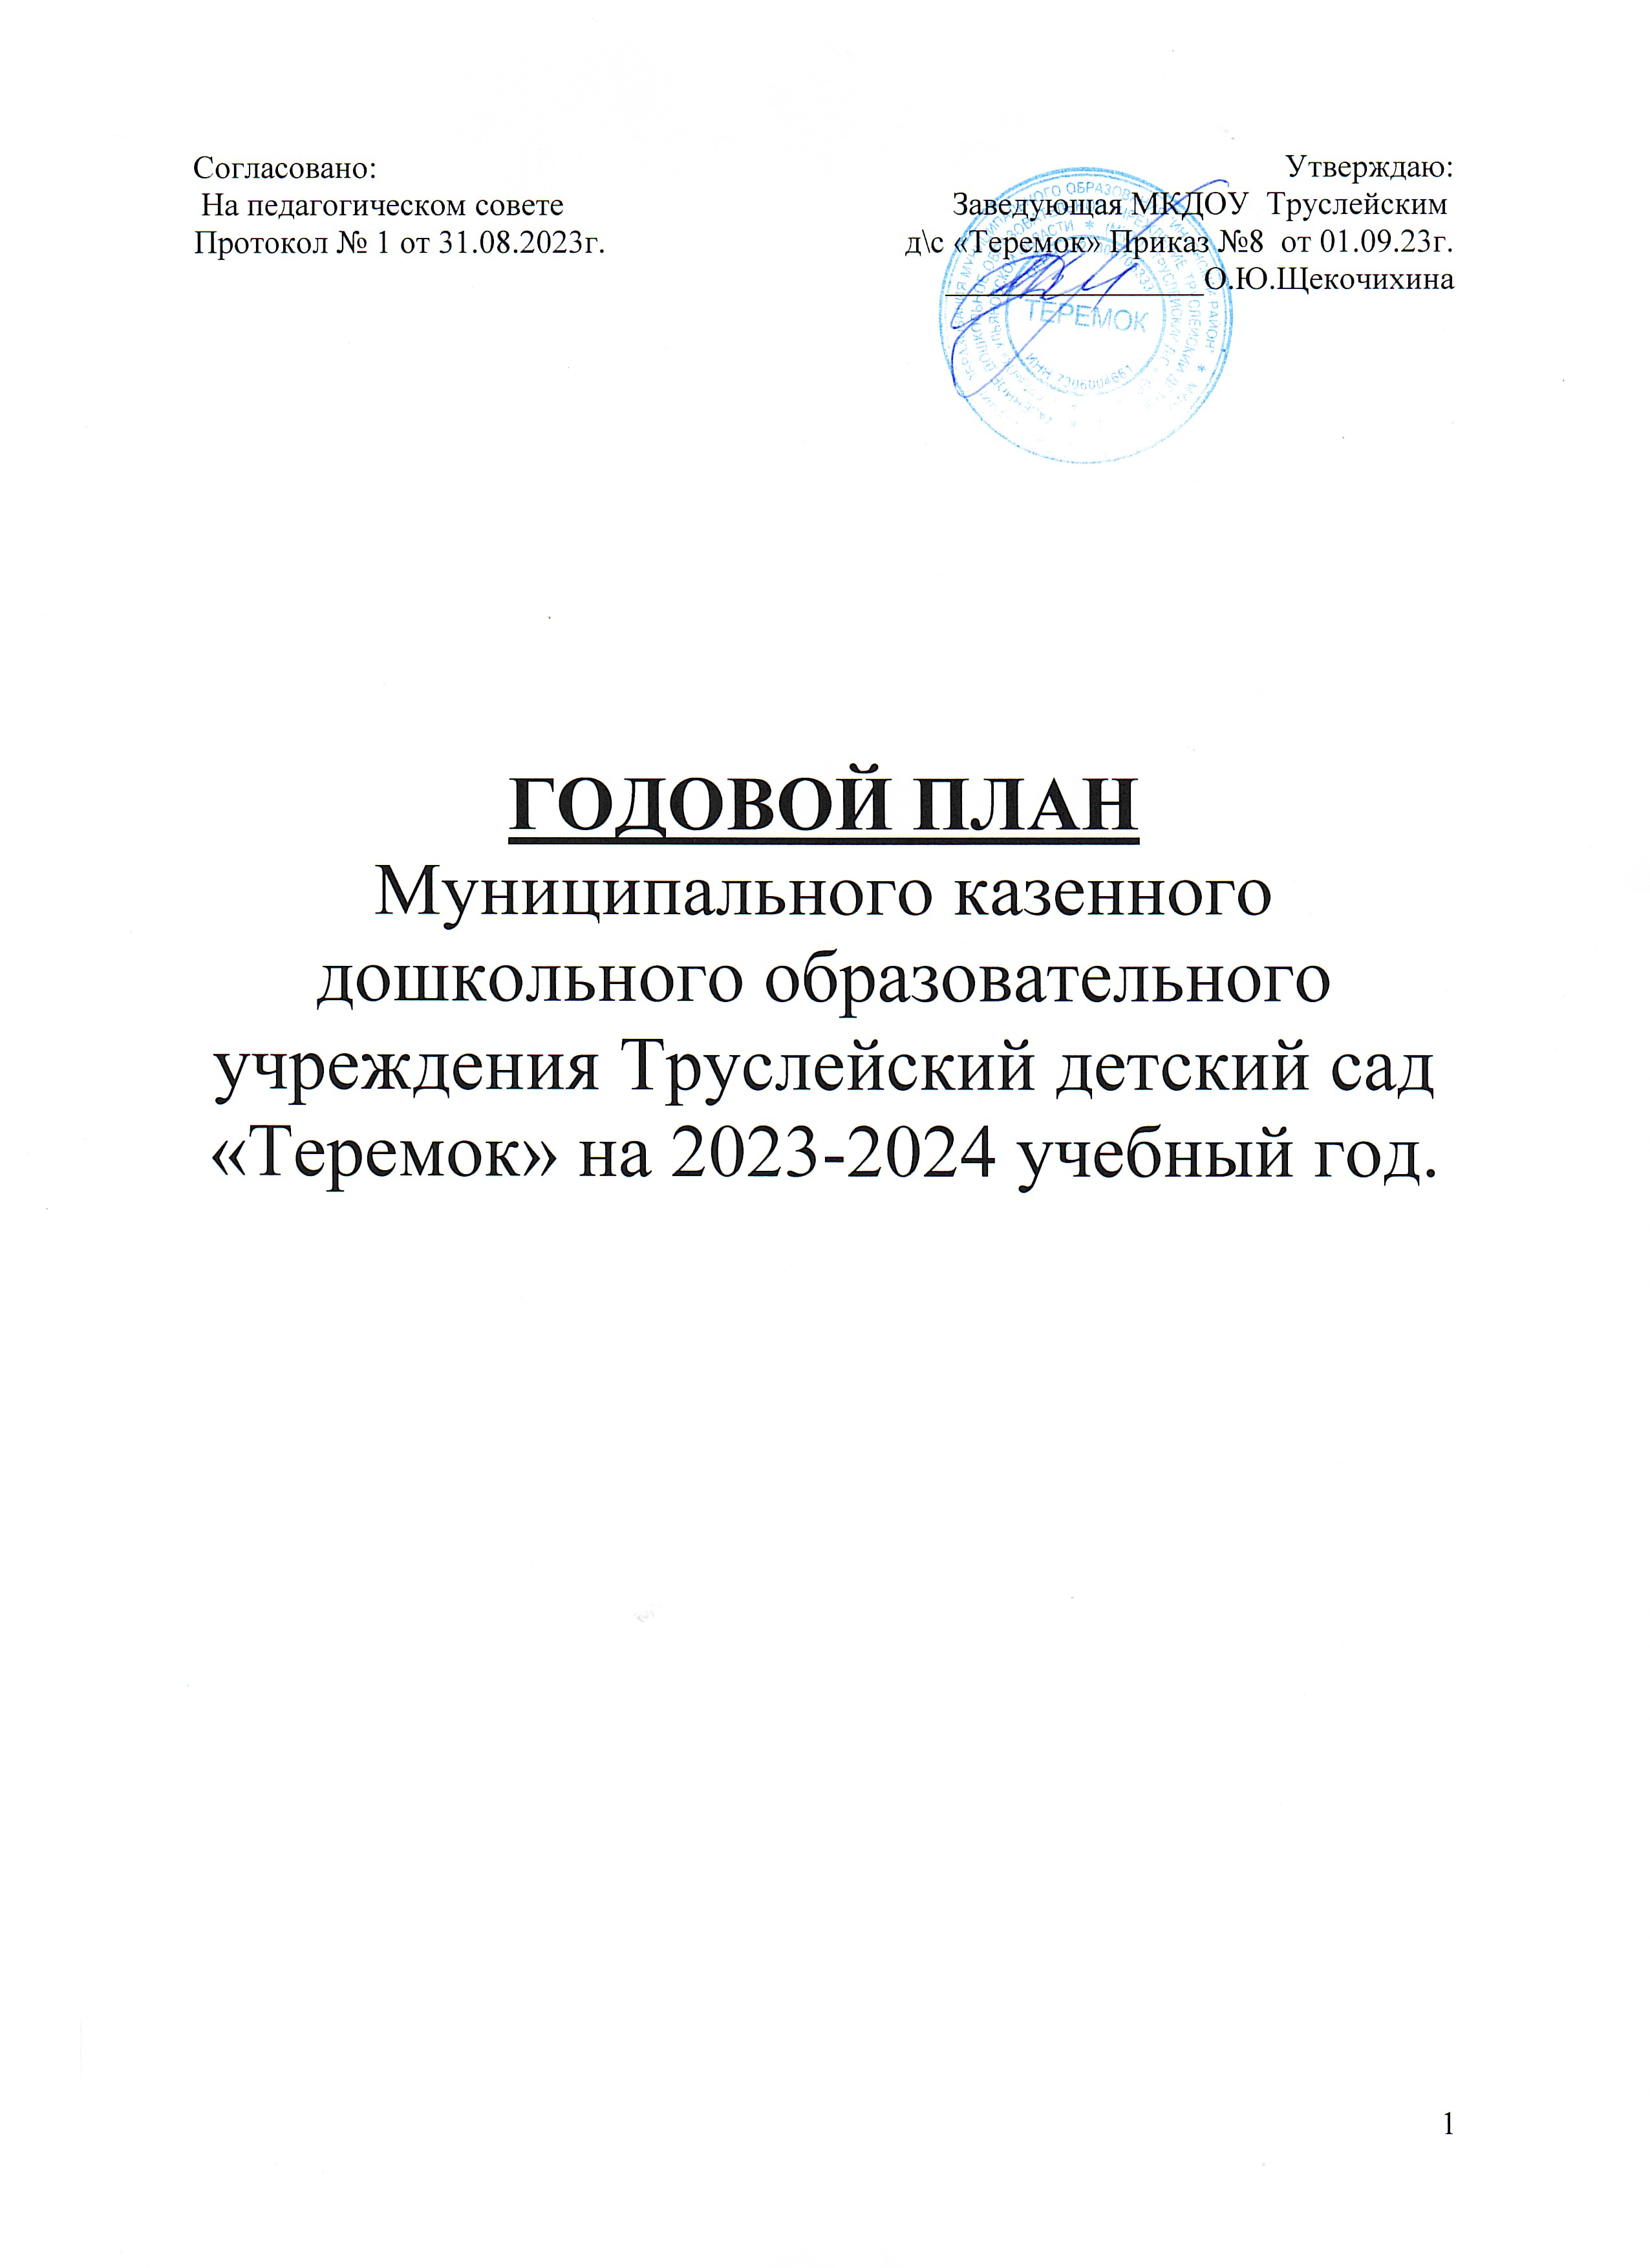 Согласовано:
На педагогическом совете
Протокол № 1 от 31.08.2023г.
Утверждаю:
Заведующая МКДОУ Труслейским
д\с «Теремок» Приказ №8 от 01.09.23г.
О.Ю.Щекочихина
ТЕРЕМОК
ГОДОВОЙ ПЛАН
Муниципального казенного
дошкольного образовательного
учреждения Труслейский детский сад
«Теремок» на 2023-2024 учебный год.
1